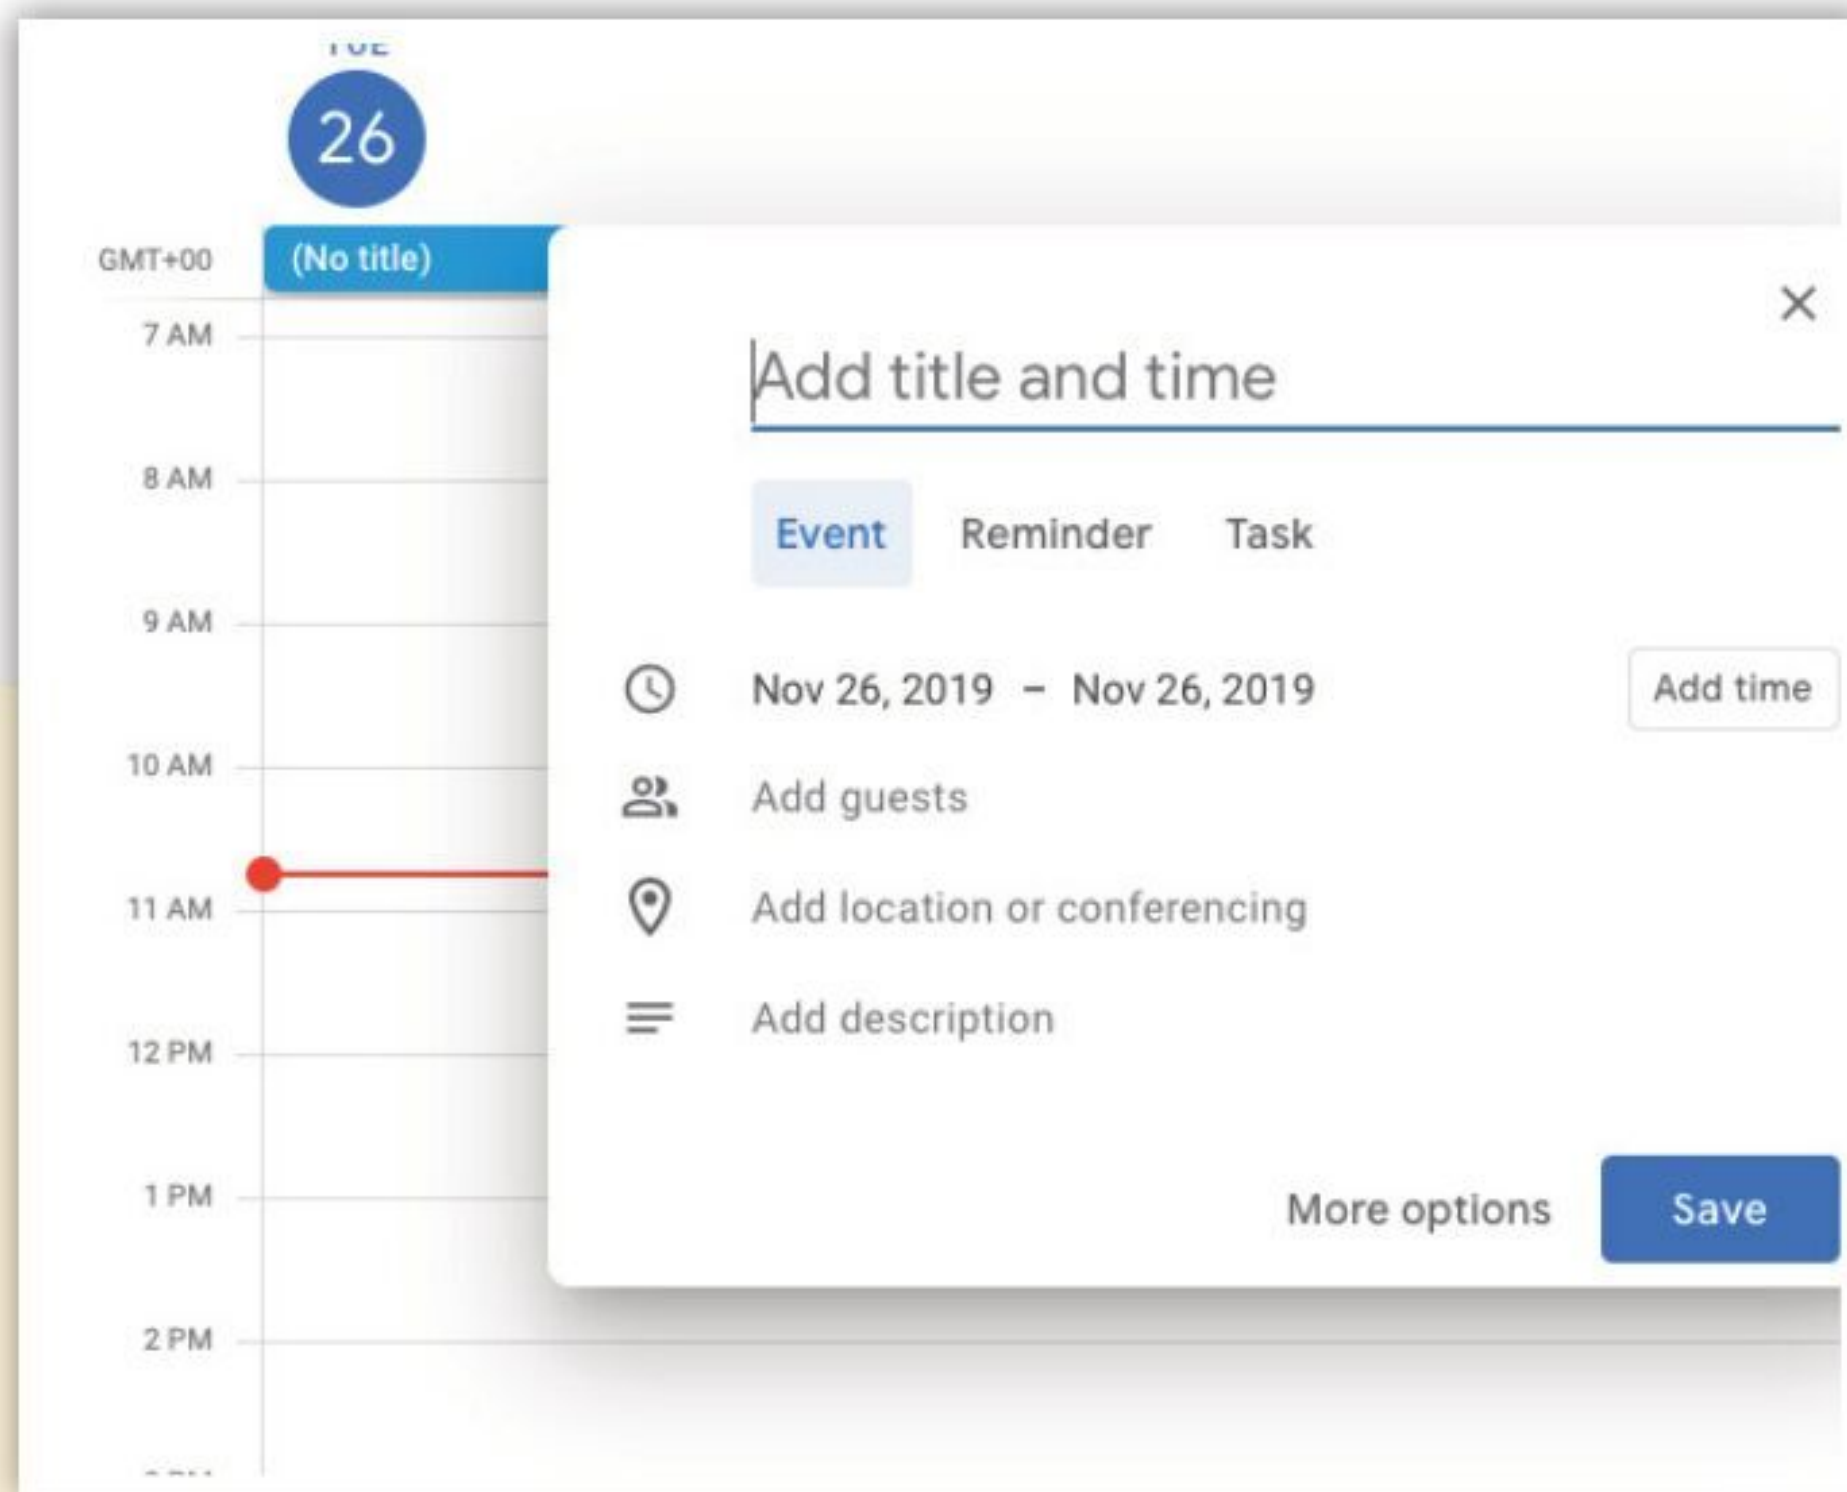 TUE
26
GMT+00
(No title)
7 AM
8 AM
9 AM
10 AM
11 AM
12 PM
1 PM
2 PM
Add title and time
Event Reminder Task
Nov 26, 2019 – Nov 26, 2019 Add time
Add guests
Add location or conferencing
Add description
More options Save